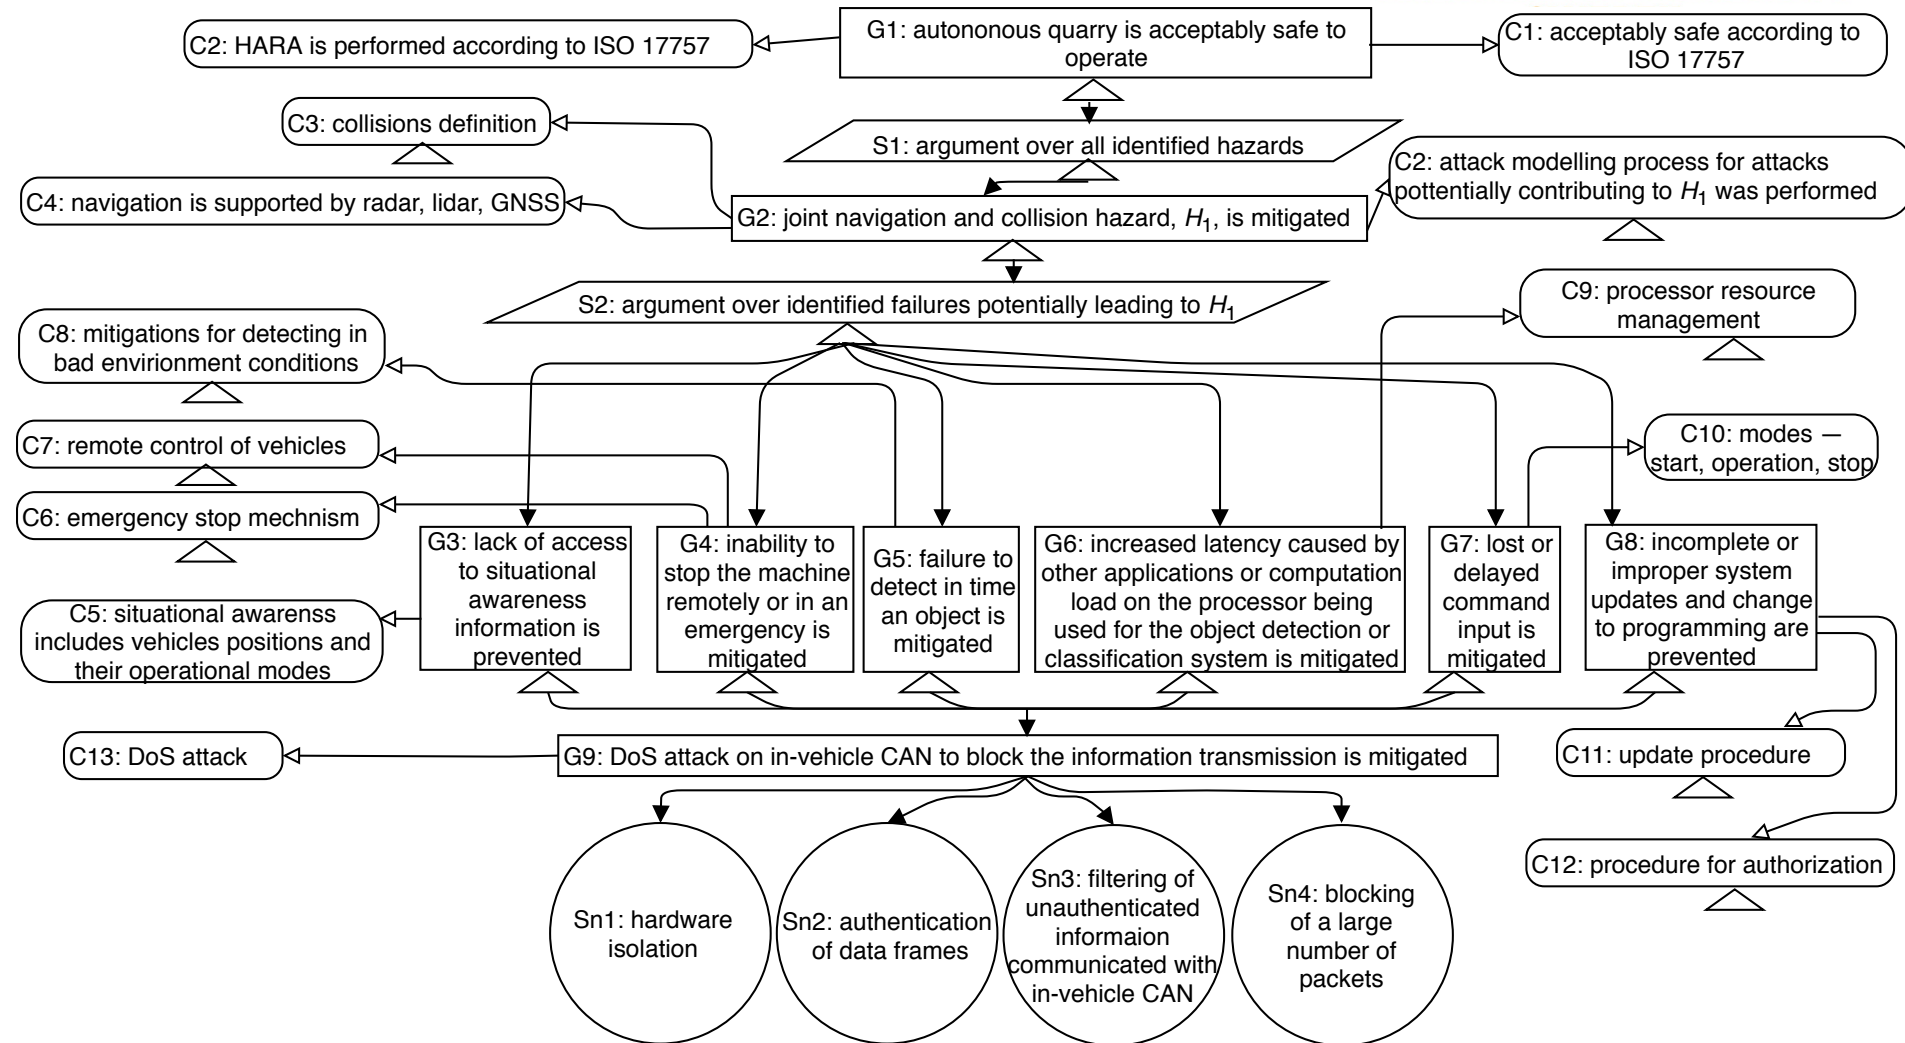 G1: autononous quarry is acceptably safe to
operate
C2: HARA is performed according to ISO 17757
C1: acceptably safe according to
ISO 17757
C3: collisions definition
S1: argument over all identified hazards
C2: attack modelling process for attacks
pottentially contributing to H1 was performed
C4: navigation is supported by radar, lidar, GNSS
G2: joint navigation and collision hazard, H1, is mitigated
S2: argument over identified failures potentially leading to H1
C9: processor resource
management
C8: mitigations for detecting in
bad envirionment conditions
C7: remote control of vehicles
C10: modes —
start, operation, stop
C6: emergency stop mechnism
G3: lack of access
to situational
awareness
information is
prevented
G4: inability to
stop the machine
remotely or in an
emergency is
mitigated
G5: failure to
detect in time
an object is
mitigated
G6: increased latency caused by
other applications or computation
load on the processor being
used for the object detection or
classification system is mitigated
G7: lost or
delayed
command
input is
mitigated
G8: incomplete or
improper system
updates and change
to programming are
prevented
C5: situational awarenss
includes vehicles positions and
their operational modes
C13: DoS attack
G9: DoS attack on in-vehicle CAN to block the information transmission is mitigated
C11: update procedure
C12: procedure for authorization
Sn1: hardware
isolation
Sn2: authentication
of data frames
Sn3: filtering of
unauthenticated
informaion
communicated with
in-vehicle CAN
Sn4: blocking
of a large
number of
packets